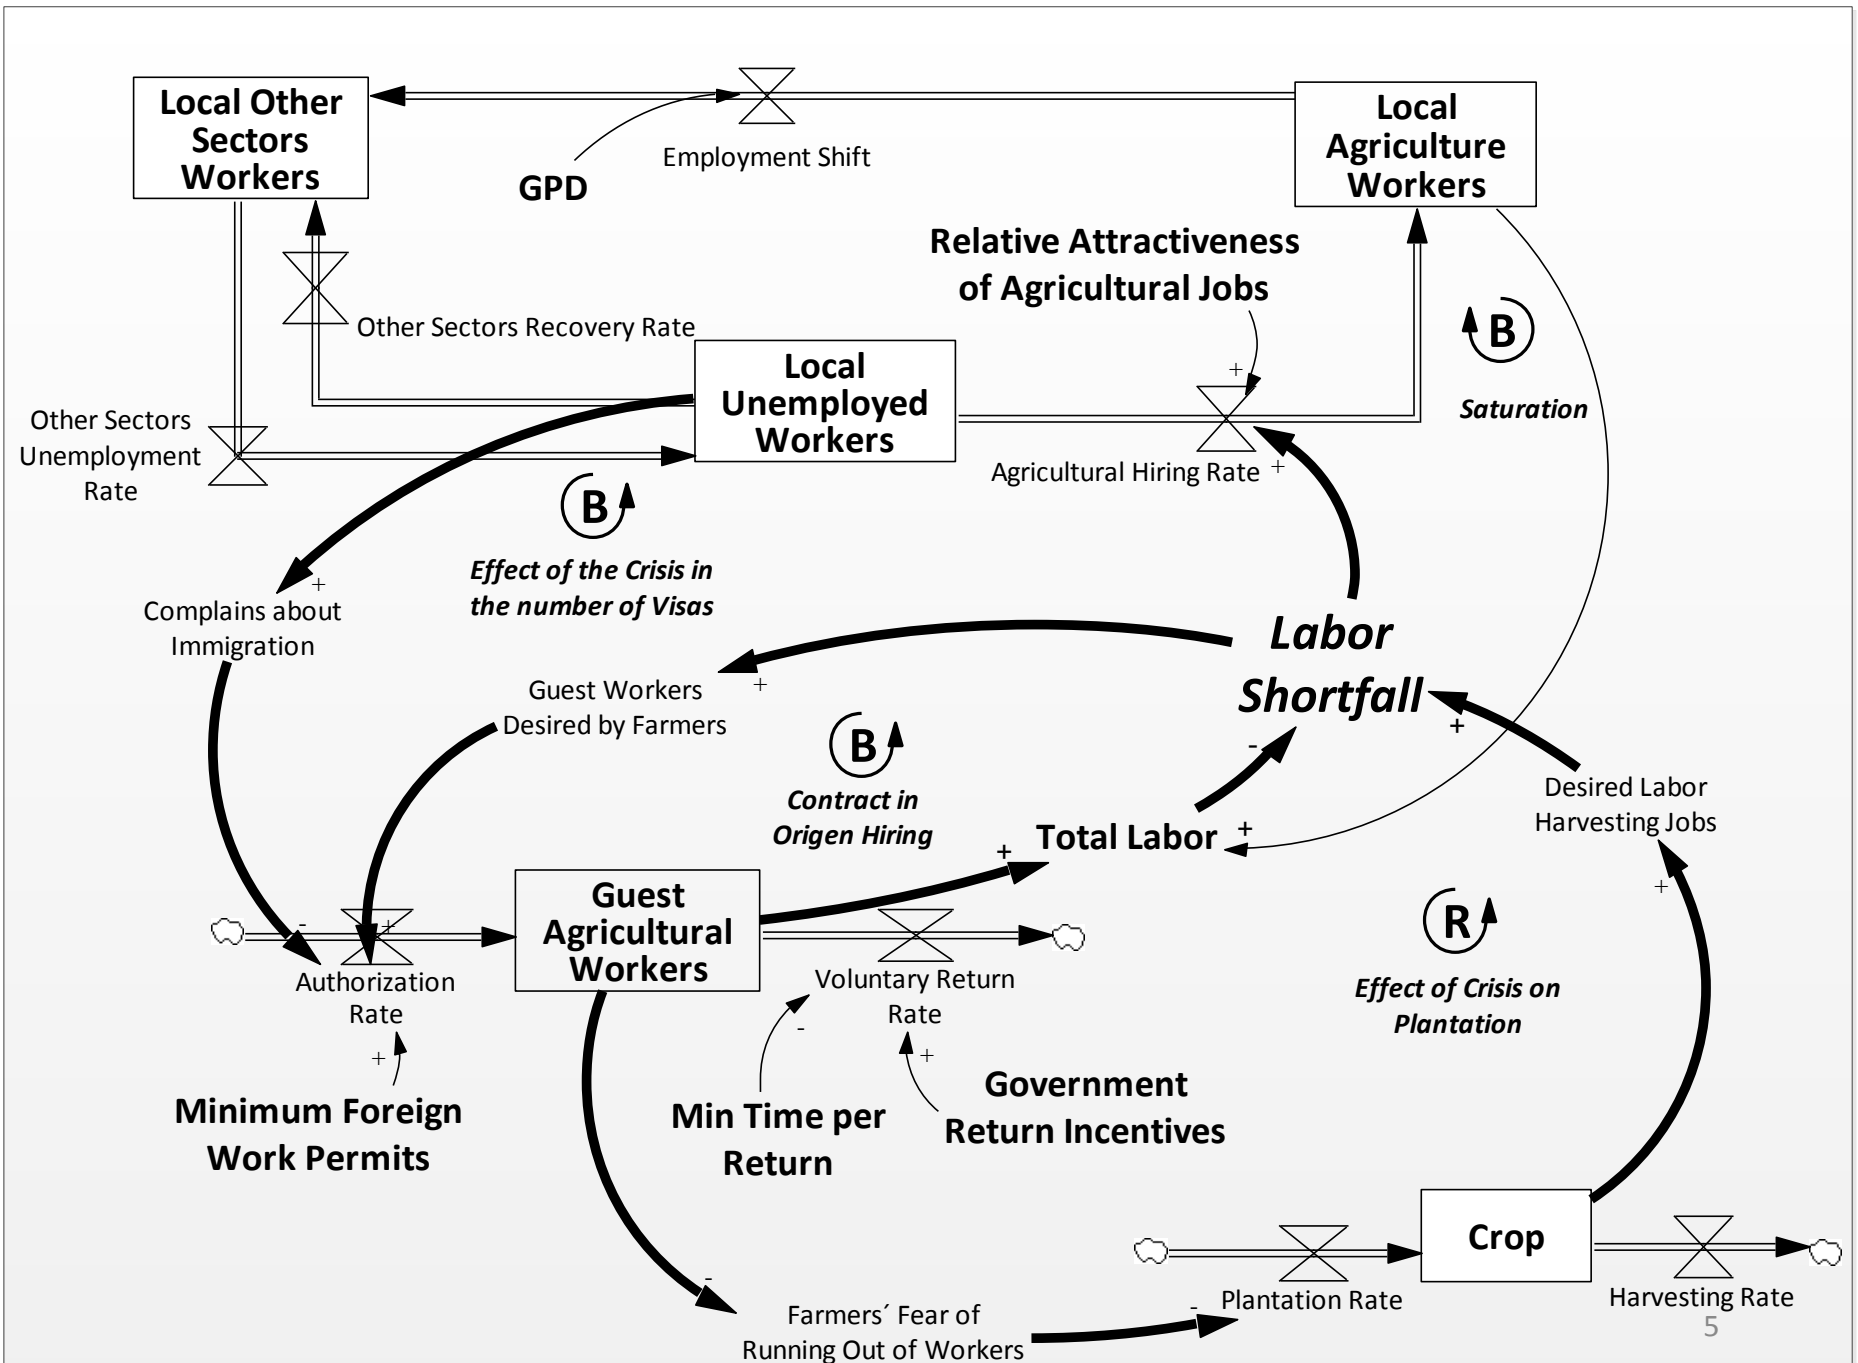 Local Other
Sectors
Workers
Local
Agriculture
Workers
Employment Shift
GPD
Relative Attractiveness
of Agricultural Jobs
+
B
Saturation
Other Sectors Recovery Rate
Local
Unemployed
Workers
Other Sectors
Unemployment
Rate
Agricultural Hiring Rate
+
B
Effect of the Crisis in
the number of Visas
+
Complains about
Immigration
Labor
Shortfall
+
Guest Workers
Desired by Farmers
+
-
B
Contract in
Origen Hiring
Desired Labor
Harvesting Jobs
Total Labor
+
+
+
R
Effect of Crisis on
Plantation
Guest
Agricultural
Workers
-
+
Authorization
Rate
Voluntary Return
Rate
+
-
+
Minimum Foreign
Work Permits
Min Time per
Return
Government
Return Incentives
Crop
-
Farmers´ Fear of
Running Out of Workers
-
Plantation Rate
Harvesting Rate
5